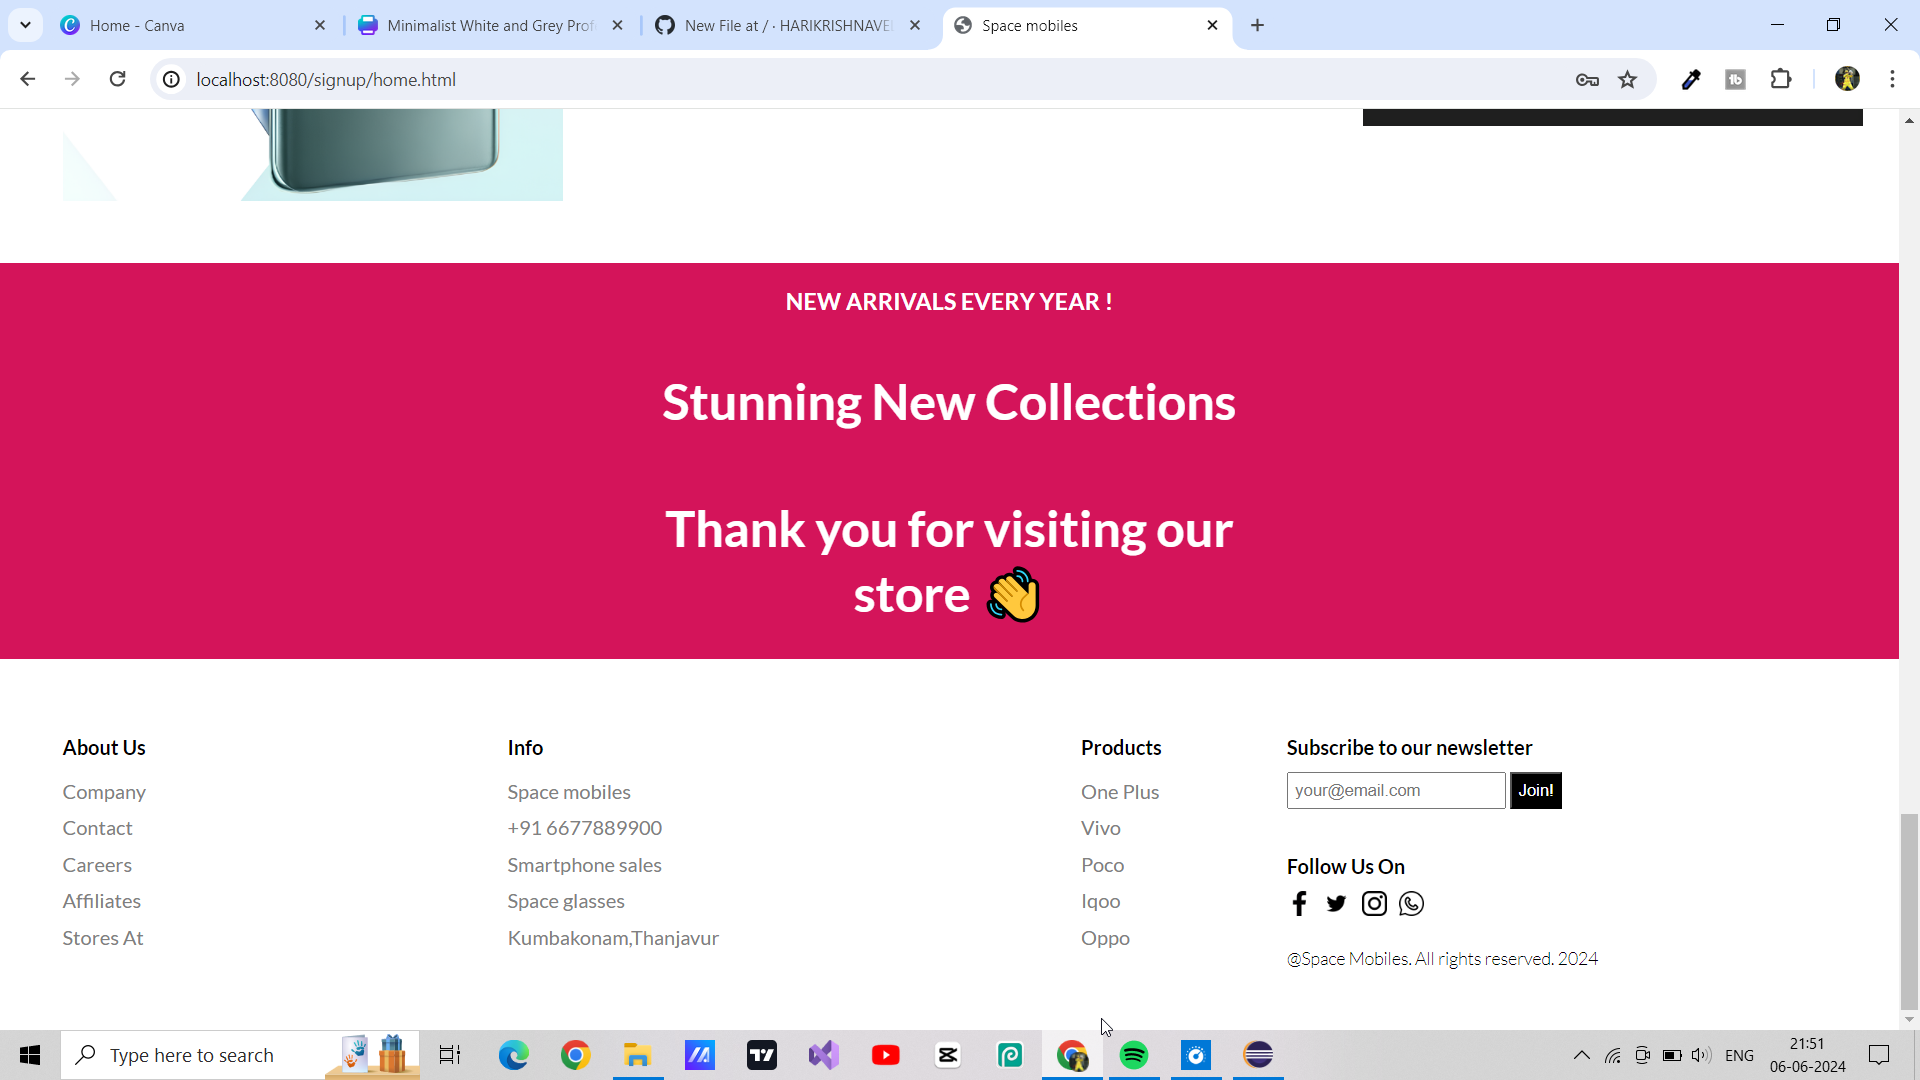 Home - Canva
Minimalist White and Grey Prof
New File at / · HARIKRISHNAVE
Space mobiles
localhost:8080/signup/home.html
NEW ARRIVALS EVERY YEAR !
Stunning New Collections
Thank you for visiting our
store 👋
About Us
Company
Contact
Careers
Affiliates
Stores At
Info
Space mobiles
+91 6677889900
Smartphone sales
Space glasses
Kumbakonam,Thanjavur
Products
One Plus
Vivo
Poco
Iqoo
Oppo
Subscribe to our newsletter
your@email.com
Join!
Follow Us On
@Space Mobiles. All rights reserved. 2024
Type here to search
ENG
21:51
06-06-2024